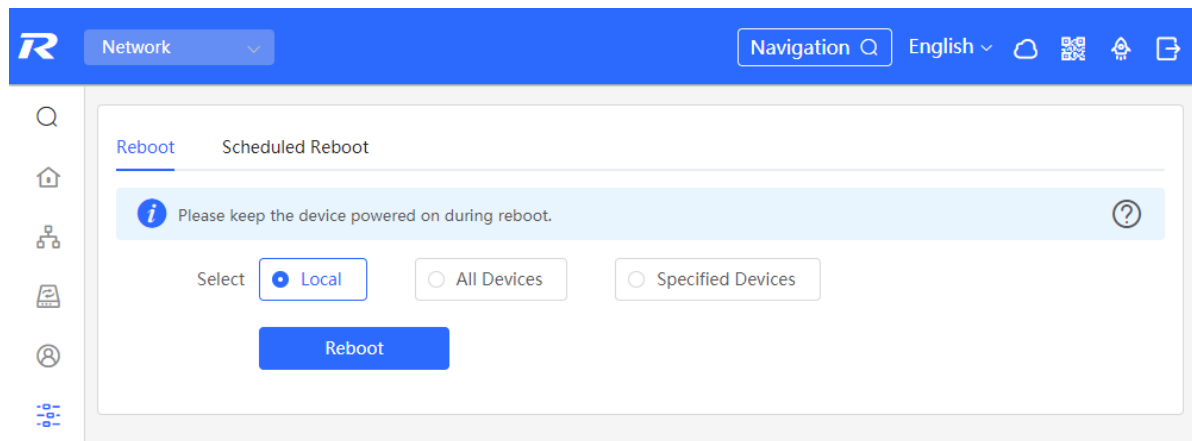 R Network Navigation English
Reboot Scheduled Reboot
i Please keep the device powered on during reboot. ?
Select Local All Devices Specified Devices
Reboot